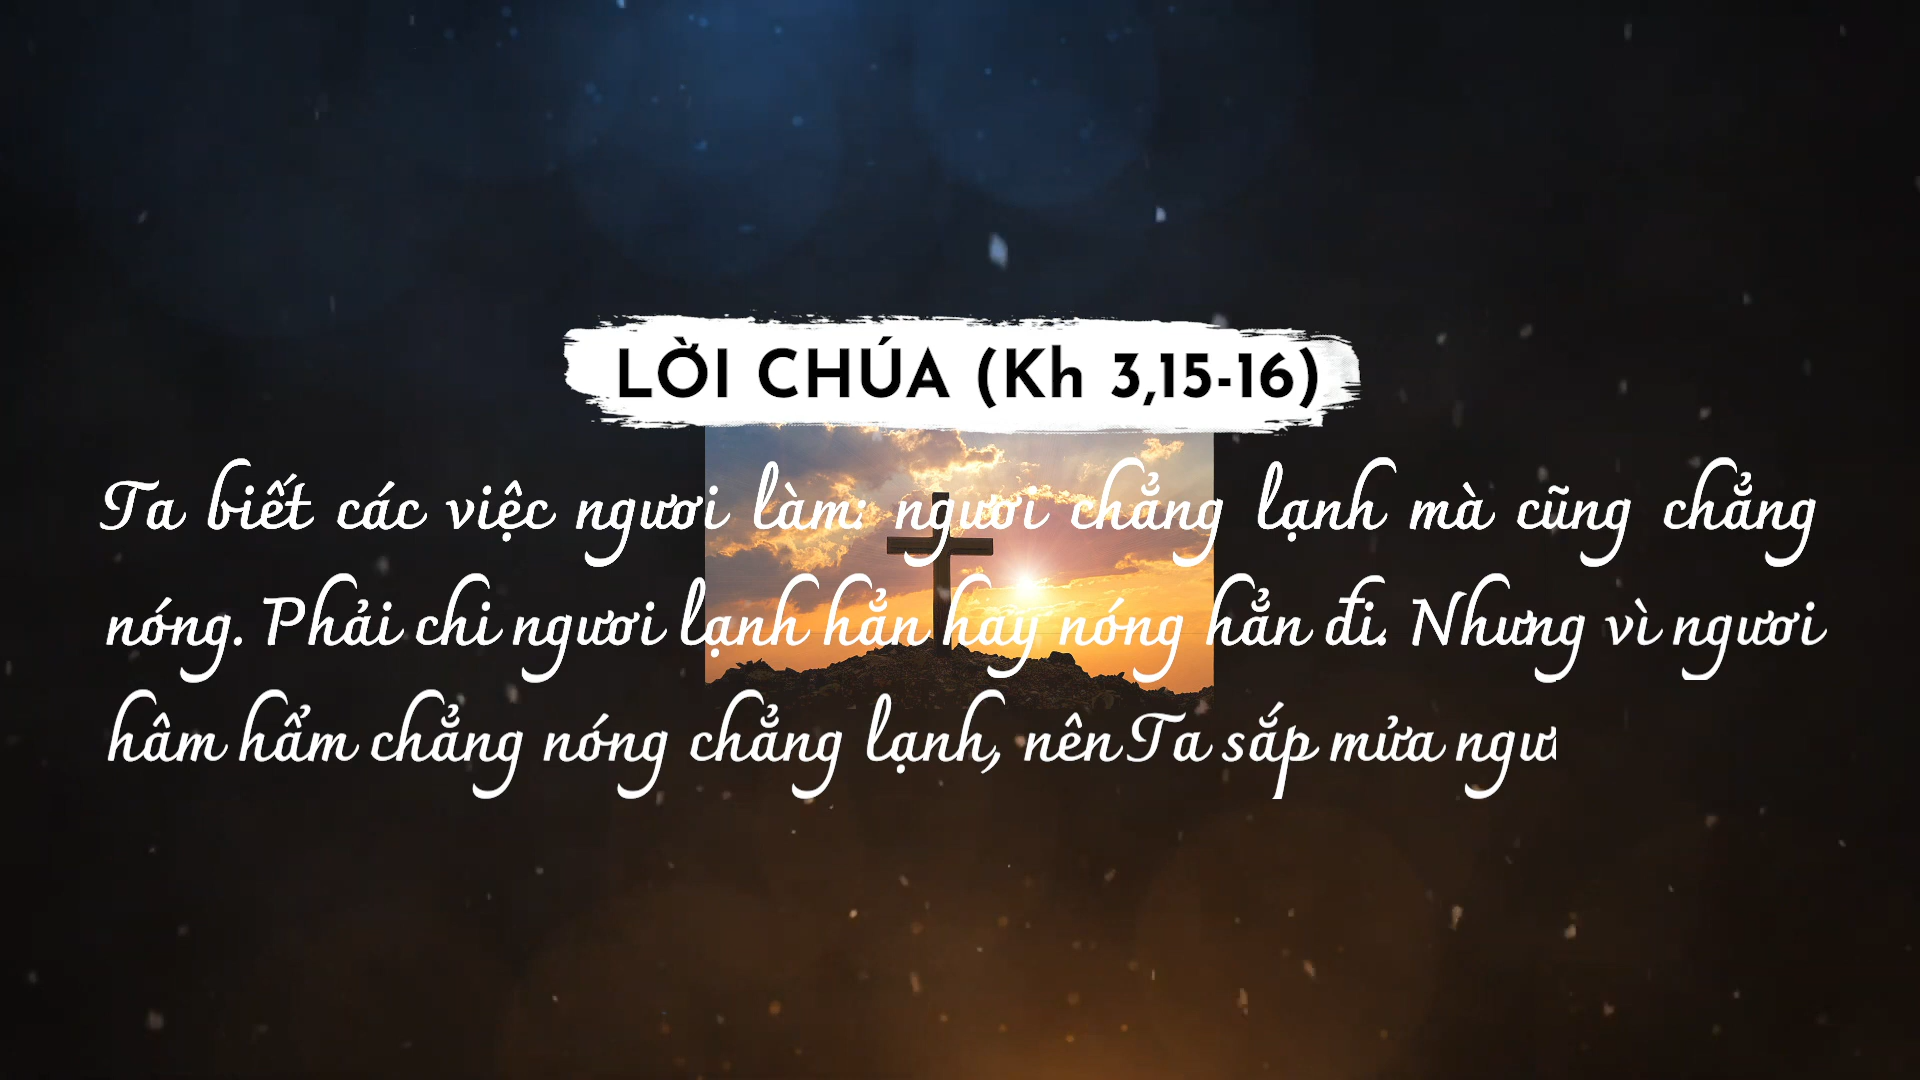 LỜI CHÚA (Kh 3,15-16)
Ta biết các việc ngươi làm: ngươi chẳng lạnh mà cũng chẳng
nóng. Phải chi ngươi lạnh hẳn hay nóng hẳn đi. Nhưng vì ngươi
hâm hẩm chẳng nóng chẳng lạnh, nên Ta sắp mửa ngư